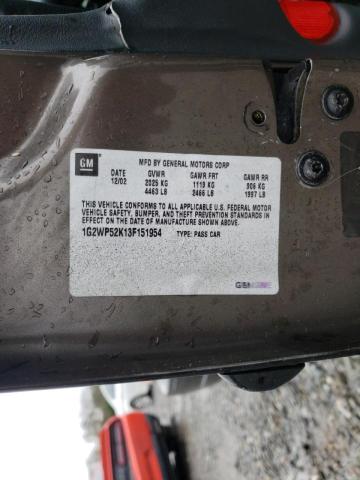 GM
MFD BY GENERAL MOTORS CORP
DATE GVWR GAWR FRT GAWR RR
12/02 2025 KG 1119 KG 906 KG
4463 LB 2466 LB 1997 LB
THIS VEHICLE CONFORMS TO ALL APPLICABLE U.S. FEDERAL MOTOR
VEHICLE SAFETY, BUMPER, AND THEFT PREVENTION STANDARDS IN
EFFECT ON THE DATE OF MANUFACTURE SHOWN ABOVE.
1G2WP52K13F151954 TYPE: PASS CAR